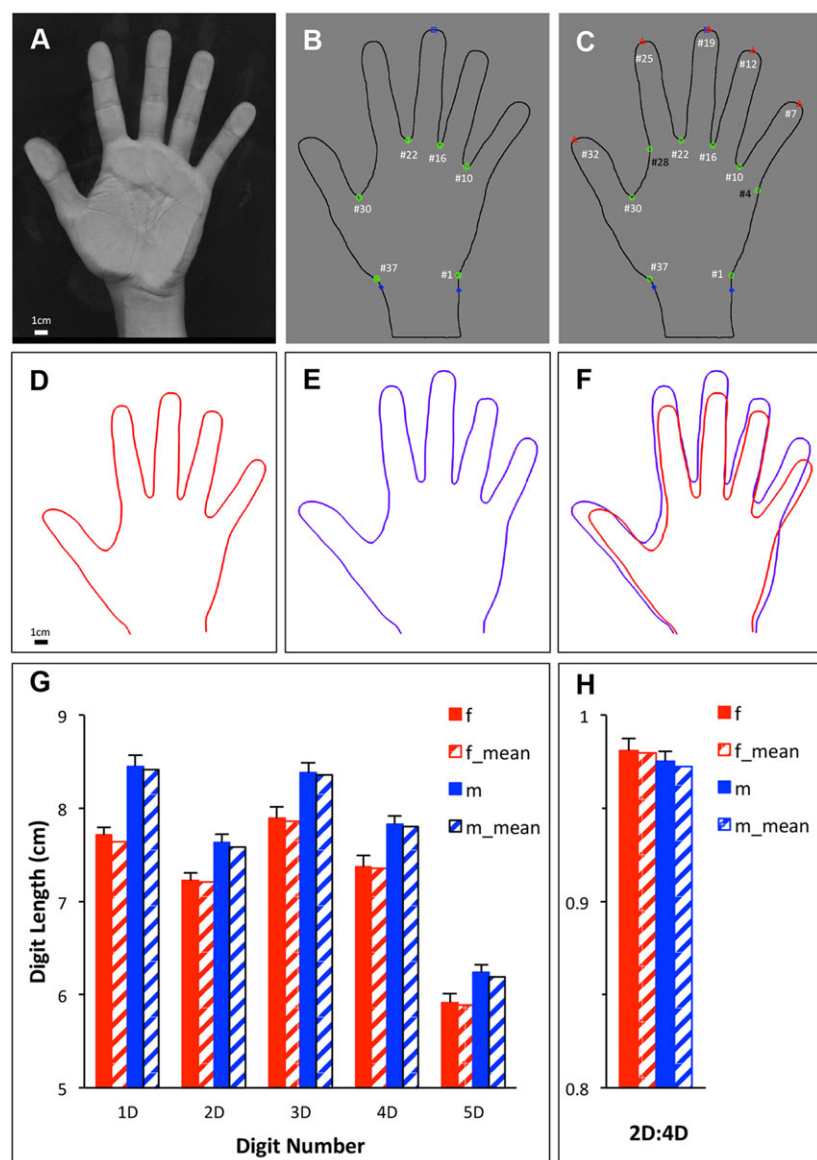 A
1cm
B
#22
#16
#10
#30
#37
#1
C
#19
#25
#12
#7
#32
#28
#22
#16
#10
#4
#30
#37
#1
D
1cm
E
F
G
9
8
7
6
5
Digit Length (cm)
f
f_mean
m
m_mean
1D
2D
3D
4D
5D
Digit Number
H
1
0.9
0.8
f
f_mean
m
m_mean
2D:4D